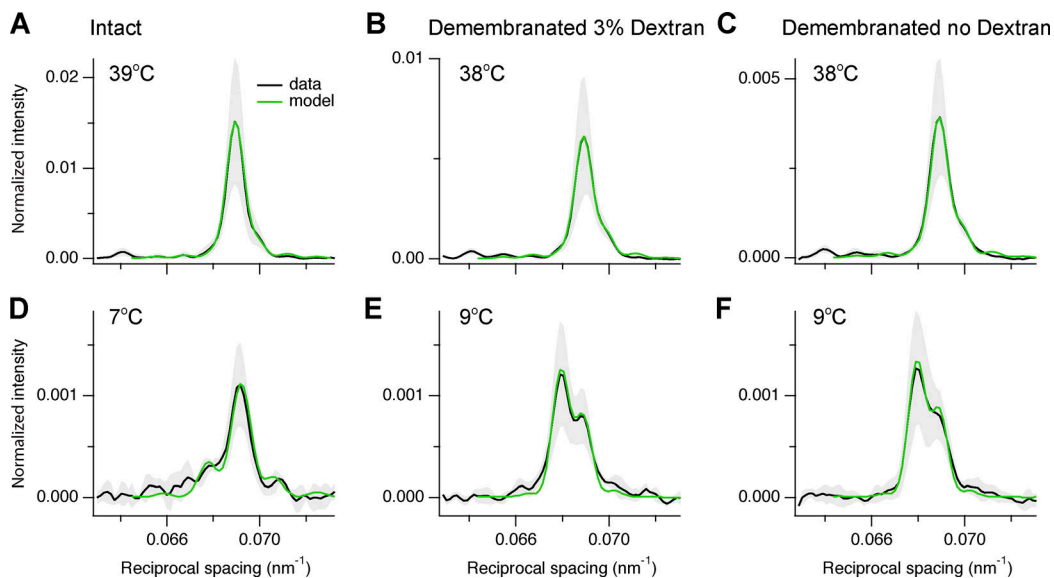 A Intact
B Demembranated 3% Dextran
C Demembranated no Dextran
Normalized intensity
0.02
0.01
0.00
39°C
data
model
0.01
0.00
38°C
0.005
0.000
38°C
D
E
F
Normalized intensity
0.001
0.000
7°C
0.066
0.070
Reciprocal spacing (nm⁻¹)
0.001
0.000
9°C
0.066
0.070
Reciprocal spacing (nm⁻¹)
0.001
0.000
9°C
0.066
0.070
Reciprocal spacing (nm⁻¹)